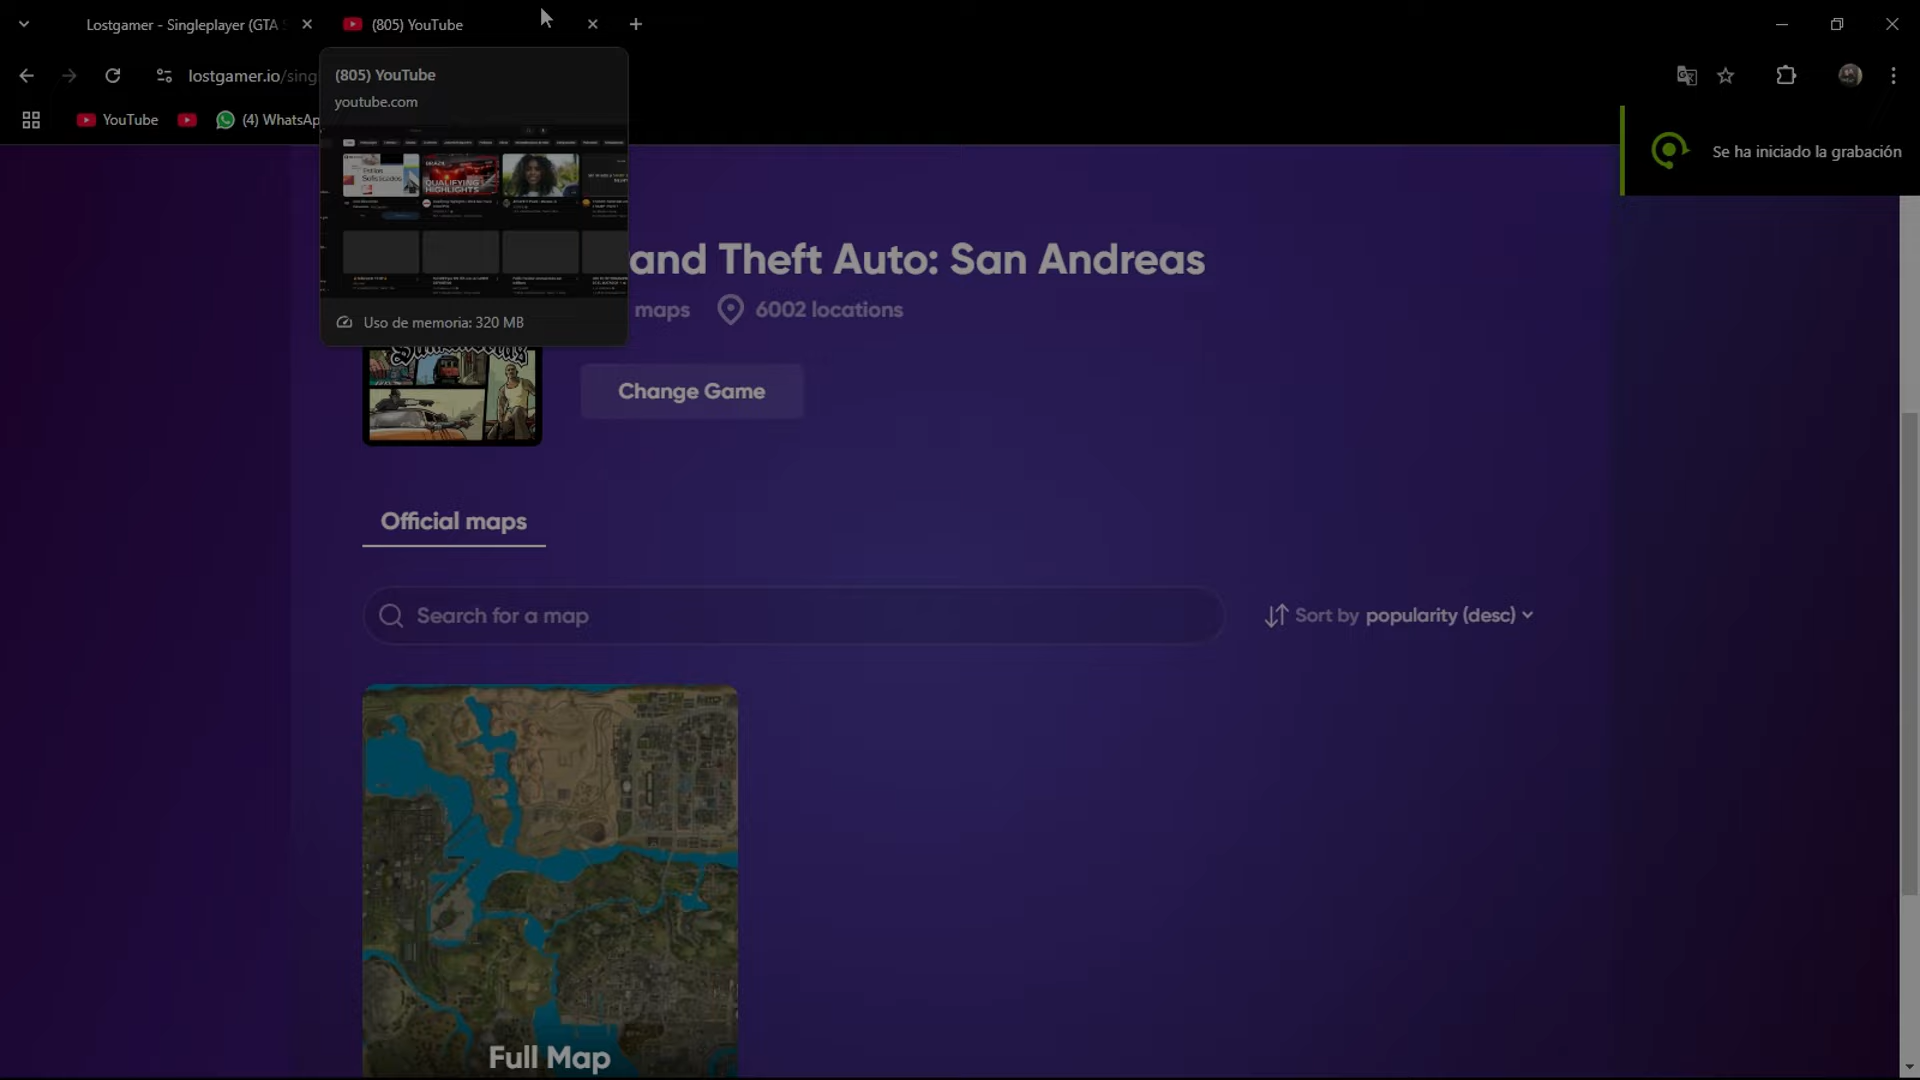 Lostgamer - Singleplayer (GTA
(805) YouTube
lostgamer.io/sing
(805) YouTube
youtube.com
YouTube
(4) WhatsAp
Se ha iniciado la grabación
QUALIFYING
HIGHLIGHTS
Uso de memoria: 320 MB
and Theft Auto: San Andreas
maps
6002 locations
Change Game
Official maps
Search for a map
Sort by popularity (desc)
Full Map